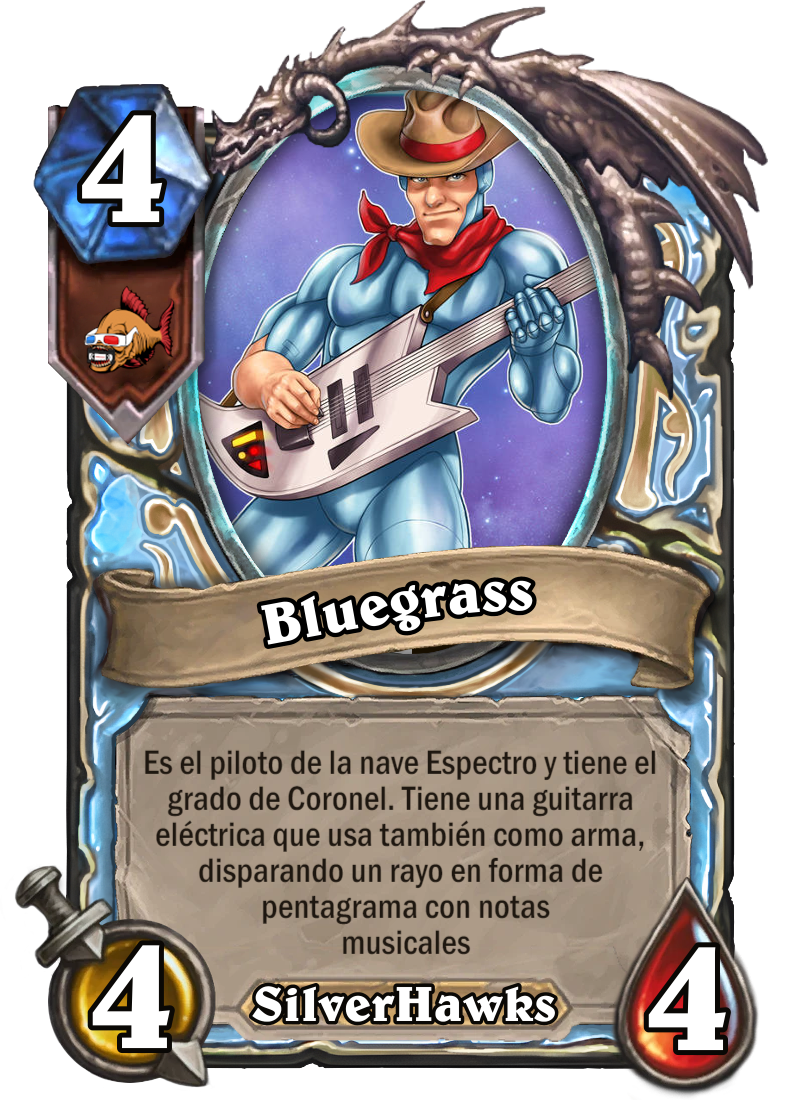 4
Bluegrass
Es el piloto de la nave Espectro y tiene el
grado de Coronel. Tiene una guitarra
eléctrica que usa también como arma,
disparando un rayo en forma de
pentagrama con notas
musicales
4
SilverHawks
4